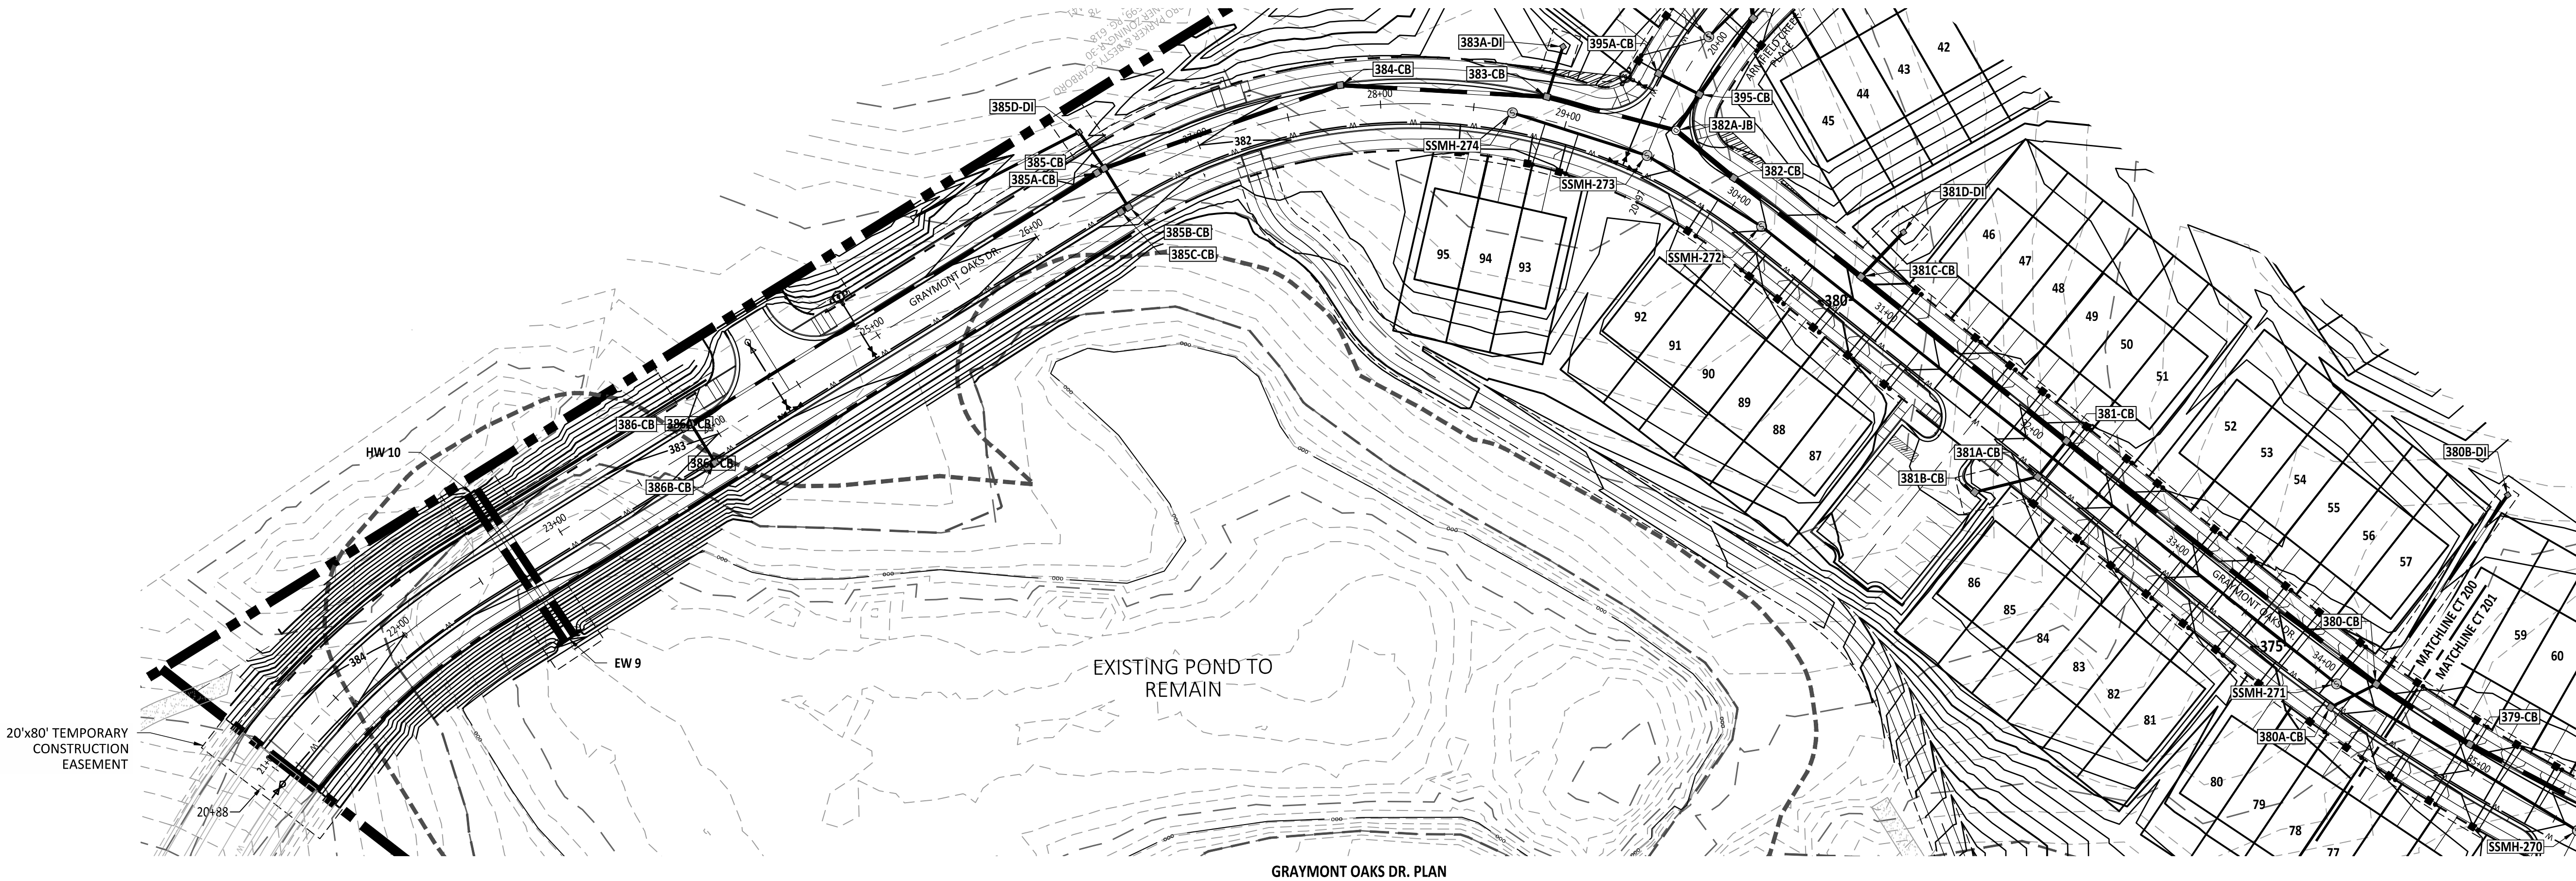 383A-DI
395A-CB
384-CB
383-CB
28+00
29+00
20+00
ARMFIELD CREEK
PLACE
42
43
44
45
395-CB
382A-JB
382-CB
385D-DI
385-CB
385A-CB
382
SSMH-274
SSMH-273
SSMH-272
30+00
381D-DI
381C-CB
385B-CB
385C-CB
26+00
GRAYMONT OAKS DR.
25+00
95
94
93
46
47
48
49
50
51
380
31+00
92
91
90
89
88
87
386-CB
383
386B-CB
HW 10
23+00
381-CB
381A-CB
381B-CB
52
53
54
55
56
57
380B-DI
33+00
GRAYMONT OAKS DR.
MATCHLINE CT 200
MATCHLINE CT 201
22+00
384
EW 9
EXISTING POND TO
REMAIN
86
85
84
83
82
81
375
34+00
380-CB
59
60
SSMH-271
380A-CB
379-CB
35+00
20'x80' TEMPORARY
CONSTRUCTION
EASEMENT
20+88
80
79
78
77
SSMH-270
GRAYMONT OAKS DR. PLAN